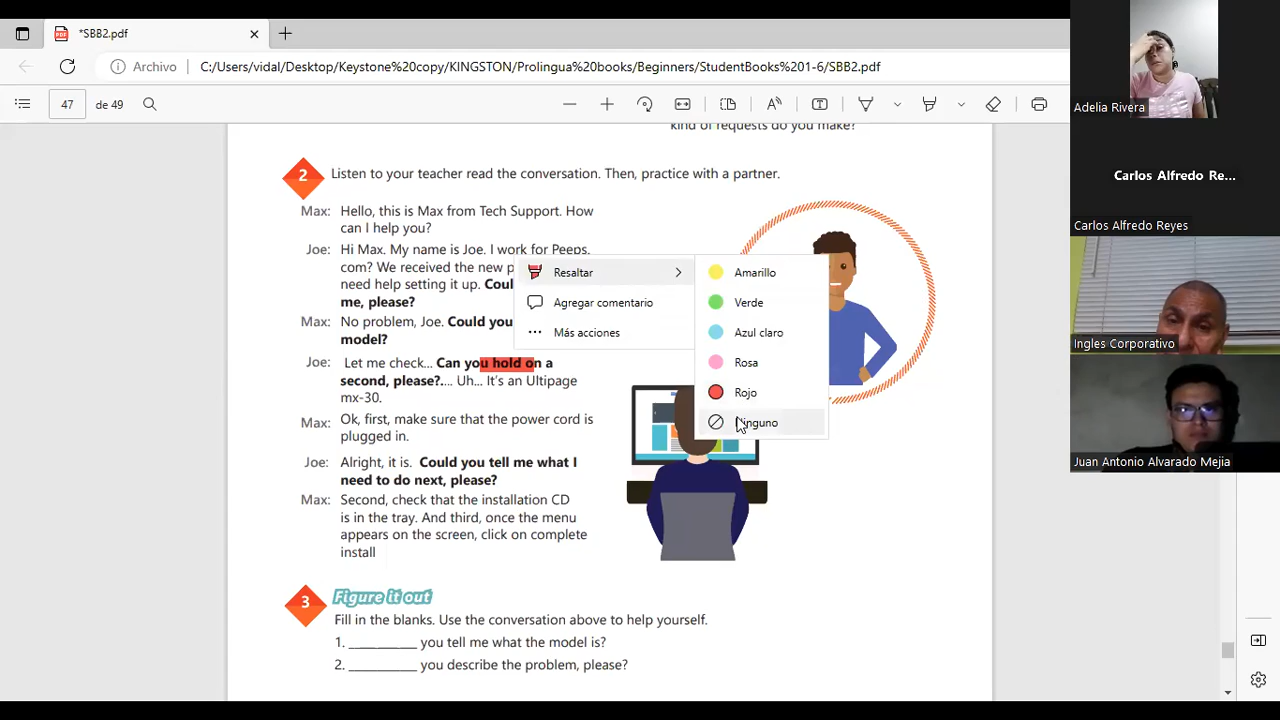 *SBB2.pdf
Archivo
C:/Users/vidal/Desktop/Keystone%20copy/KINGSTON/Prolingua%20books/Beginners/StudentBooks%201-6/SBB2.pdf
47 de 49
kind of requests do you make?
2 Listen to your teacher read the conversation. Then, practice with a partner.
Max: Hello, this is Max from Tech Support. How
can I help you?
Joe: Hi Max. My name is Joe. I work for Peeps.
com? We received the new p
need help setting it up. Coul
me, please?
Max: No problem, Joe. Could you
model?
Joe: Let me check... Can you hold on a
second, please?.... Uh... It's an Ultipage
mx-30.
Max: Ok, first, make sure that the power cord is
plugged in.
Joe: Alright, it is. Could you tell me what I
need to do next, please?
Max: Second, check that the installation CD
is in the tray. And third, once the menu
appears on the screen, click on complete
install
Resaltar
Agregar comentario
Más acciones
Amarillo
Verde
Azul claro
Rosa
Rojo
Ninguno
3 Figure it out
Fill in the blanks. Use the conversation above to help yourself.
1. __________ you tell me what the model is?
2. __________ you describe the problem, please?
Adelia Rivera
Carlos Alfredo Re...
Carlos Alfredo Reyes
Ingles Corporativo
Juan Antonio Alvarado Mejia